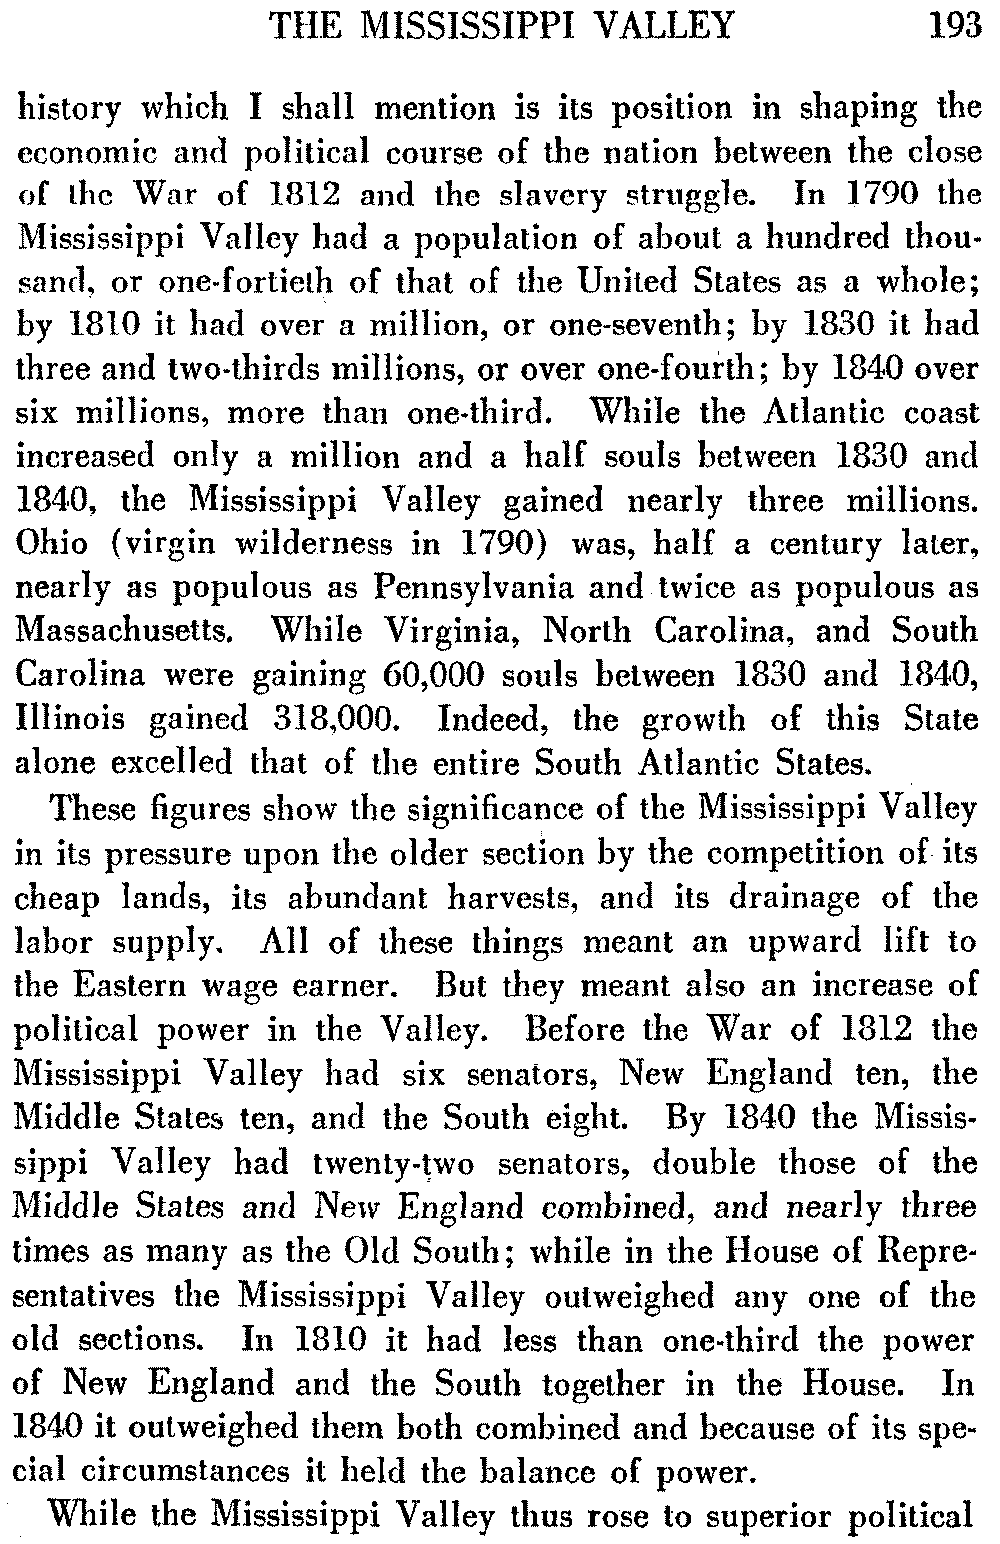 THE MISSISSIPPI VALLEY 193
history which I shall mention is its position in shaping the
economic and political course of the nation between the close
of the War of 1812 and the slavery struggle. In 1790 the
Mississippi Valley had a population of about a hundred thou-
sand, or one-fortieth of that of the United States as a whole;
by 1810 it had over a million, or one-seventh; by 1830 it had
three and two-thirds millions, or over one-fourth; by 1840 over
six millions, more than one-third. While the Atlantic coast
increased only a million and a half souls between 1830 and
1840, the Mississippi Valley gained nearly three millions.
Ohio (virgin wilderness in 1790) was, half a century later,
nearly as populous as Pennsylvania and twice as populous as
Massachusetts. While Virginia, North Carolina, and South
Carolina were gaining 60,000 souls between 1830 and 1840,
Illinois gained 318,000. Indeed, the growth of this State
alone excelled that of the entire South Atlantic States.
These figures show the significance of the Mississippi Valley
in its pressure upon the older section by the competition of its
cheap lands, its abundant harvests, and its drainage of the
labor supply. All of these things meant an upward lift to
the Eastern wage earner. But they meant also an increase of
political power in the Valley. Before the War of 1812 the
Mississippi Valley had six senators, New England ten, the
Middle States ten, and the South eight. By 1840 the Missis-
sippi Valley had twenty-two senators, double those of the
Middle States and New England combined, and nearly three
times as many as the Old South; while in the House of Repre-
sentatives the Mississippi Valley outweighed any one of the
old sections. In 1810 it had less than one-third the power
of New England and the South together in the House. In
1840 it outweighed them both combined and because of its spe-
cial circumstances it held the balance of power.
While the Mississippi Valley thus rose to superior political